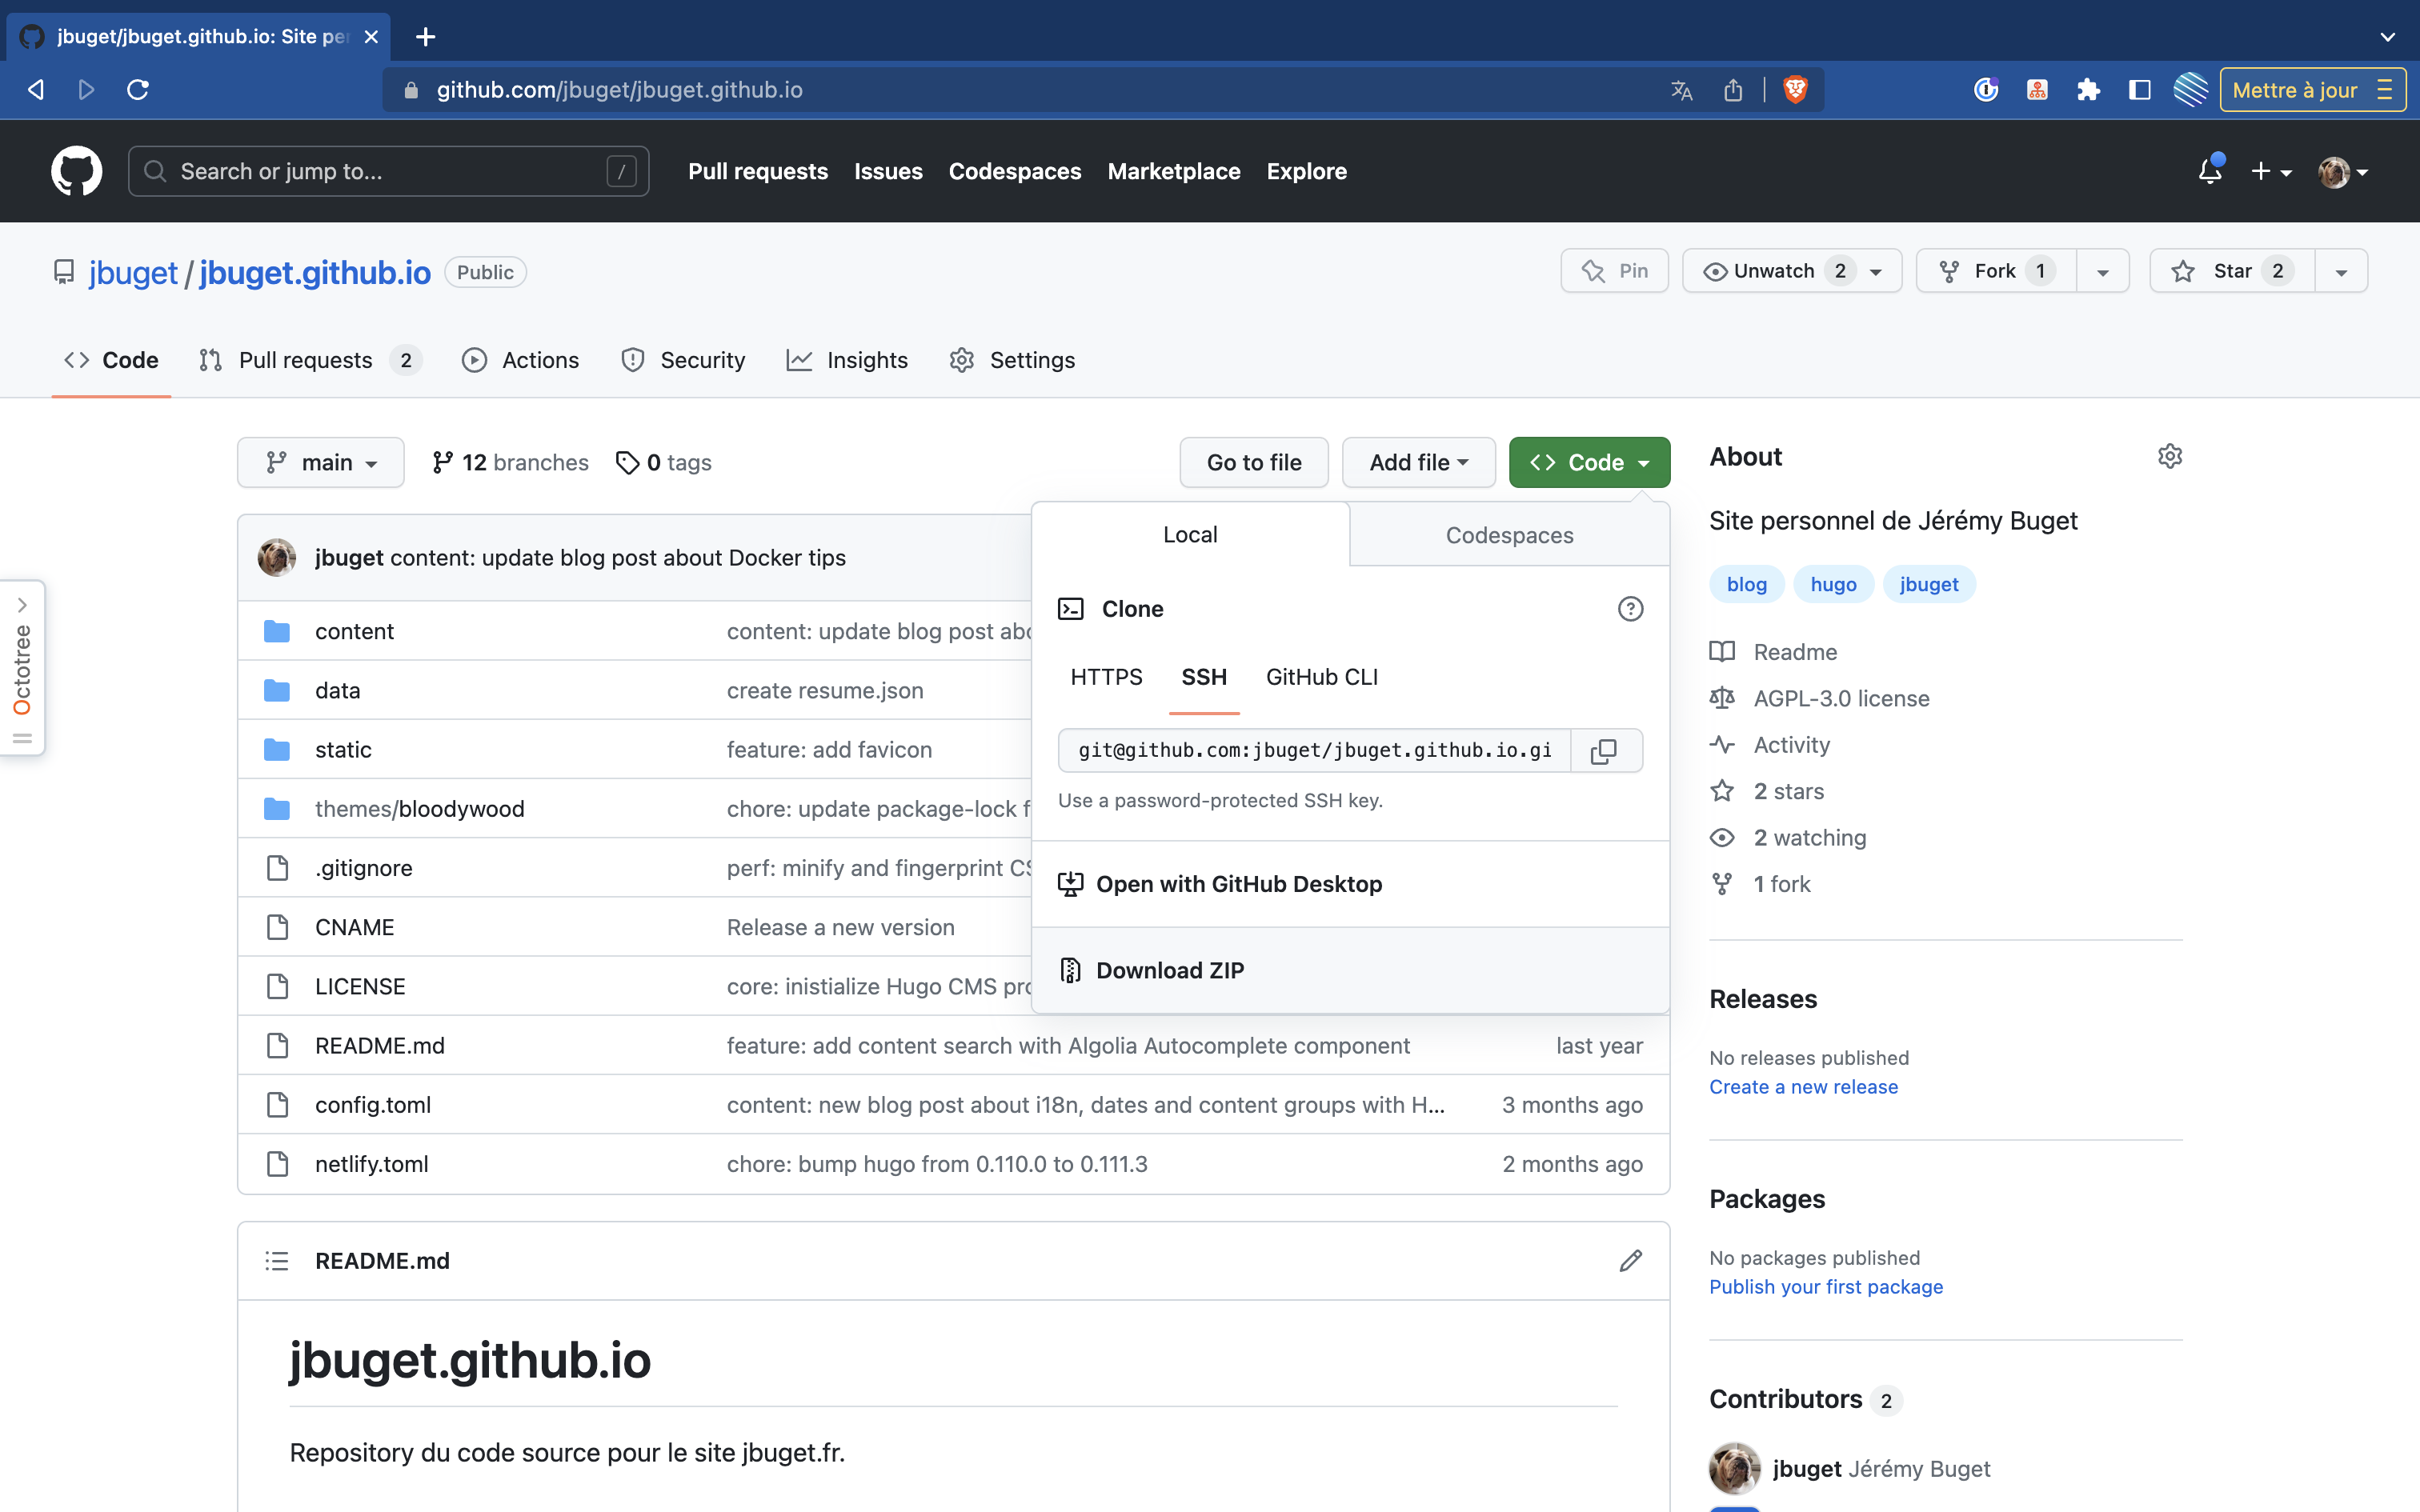 jbuget/jbuget.github.io: Site per
github.com/jbuget/jbuget.github.io
Mettre à jour
Search or jump to...
/
Pull requests
Issues
Codespaces
Marketplace
Explore
jbuget / jbuget.github.io
Public
Pin
Unwatch 2
Fork 1
Star 2
Code
Pull requests 2
Actions
Security
Insights
Settings
main
12 branches
0 tags
Go to file
Add file
Code
jbuget content: update blog post about Docker tips
content
content: update blog post abo
data
create resume.json
static
feature: add favicon
themes/bloodywood
chore: update package-lock f
.gitignore
perf: minify and fingerprint CS
CNAME
Release a new version
LICENSE
core: inistialize Hugo CMS pro
README.md
feature: add content search with Algolia Autocomplete component
last year
config.toml
content: new blog post about i18n, dates and content groups with H...
3 months ago
netlify.toml
chore: bump hugo from 0.110.0 to 0.111.3
2 months ago
Local
Codespaces
Clone
HTTPS
SSH
GitHub CLI
git@github.com:jbuget/jbuget.github.io.gi
Use a password-protected SSH key.
Open with GitHub Desktop
Download ZIP
Octotree
README.md
jbuget.github.io
Repository du code source pour le site jbuget.fr.
About
Site personnel de Jérémy Buget
blog
hugo
jbuget
Readme
AGPL-3.0 license
Activity
2 stars
2 watching
1 fork
Releases
No releases published
Create a new release
Packages
No packages published
Publish your first package
Contributors 2
jbuget Jérémy Buget